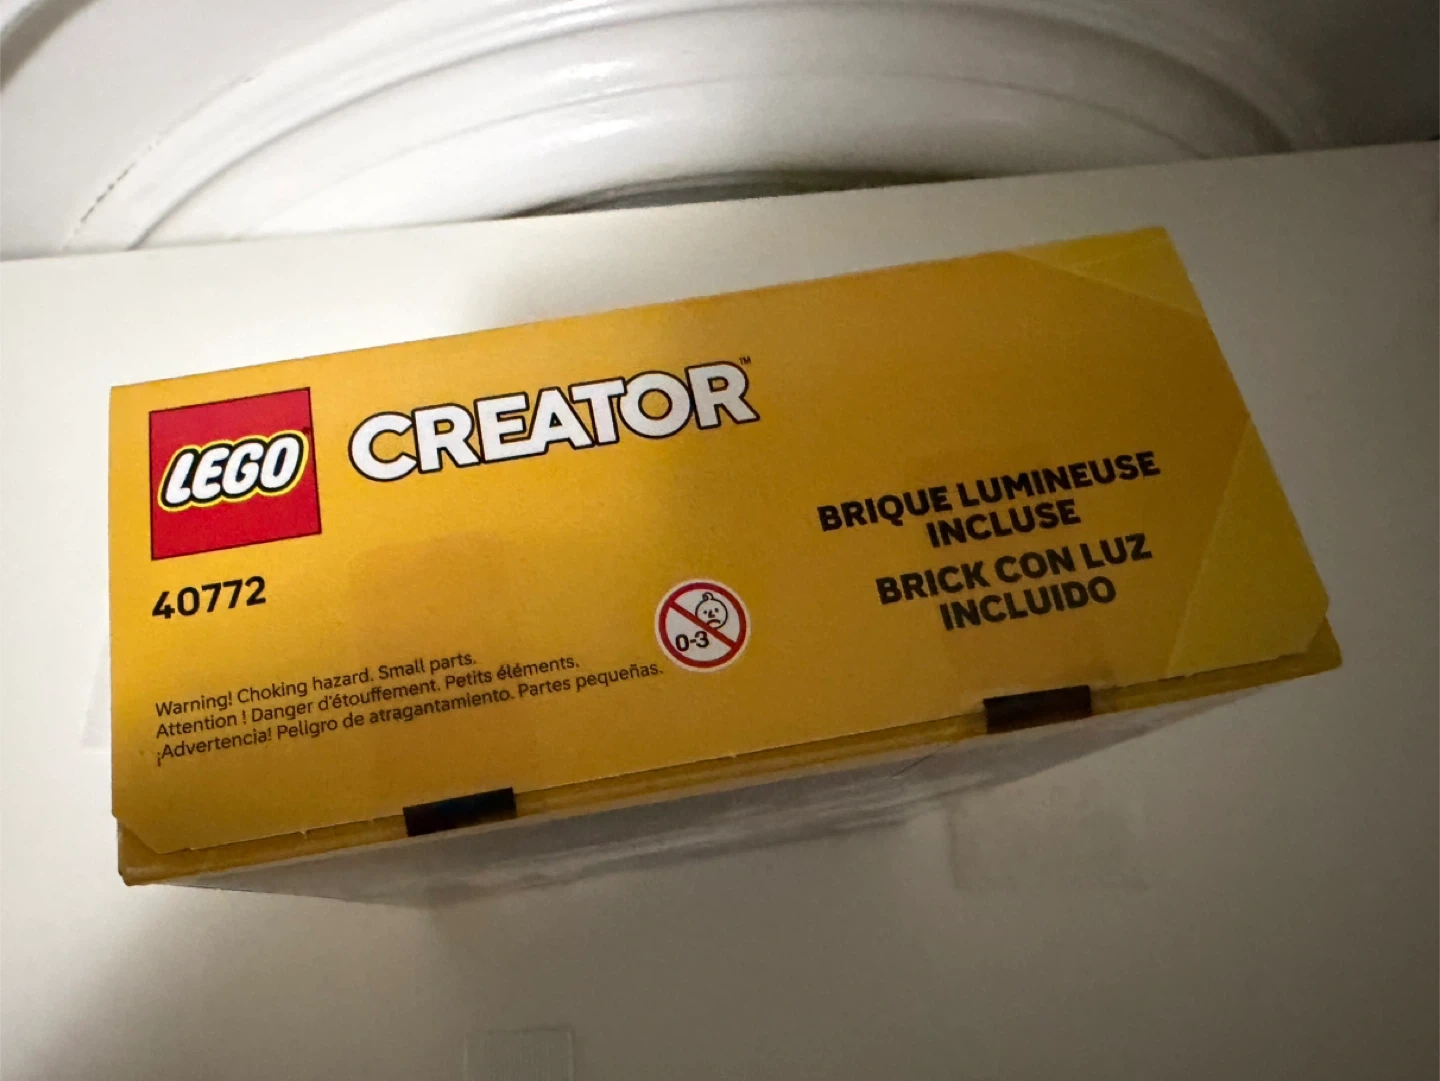 LEGO
CREATOR™
40772
Warning! Choking hazard. Small parts.
Attention ! Danger d'étouffement. Petits éléments.
¡Advertencia! Peligro de atragantamiento. Partes pequeñas.
0-3
BRIQUE LUMINEUSE
INCLUSE
BRICK CON LUZ
INCLUIDO